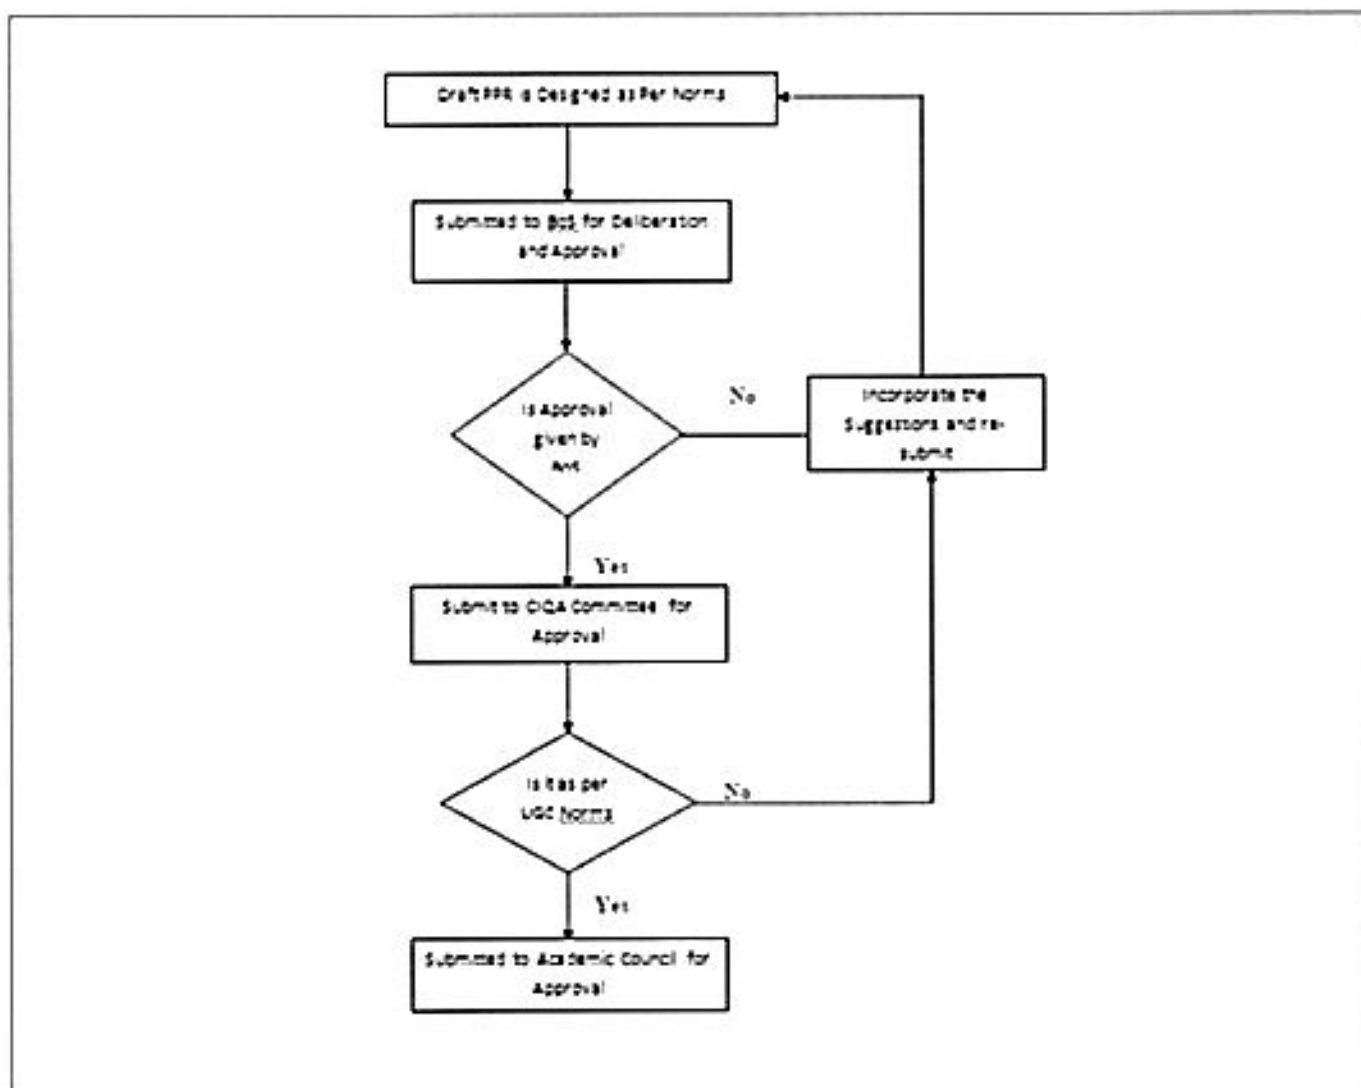 Draft PPR is Designed as Per Norms
Submitted to BoS for Deliberation
and Approval
Is Approval
given by
BoS
No
Incorporate the
Suggestions and re-
submit
Yes
Submit to CIQA Committee for
Approval
Is it as per
UGC Norms
No
Yes
Submitted to Academic Council for
Approval